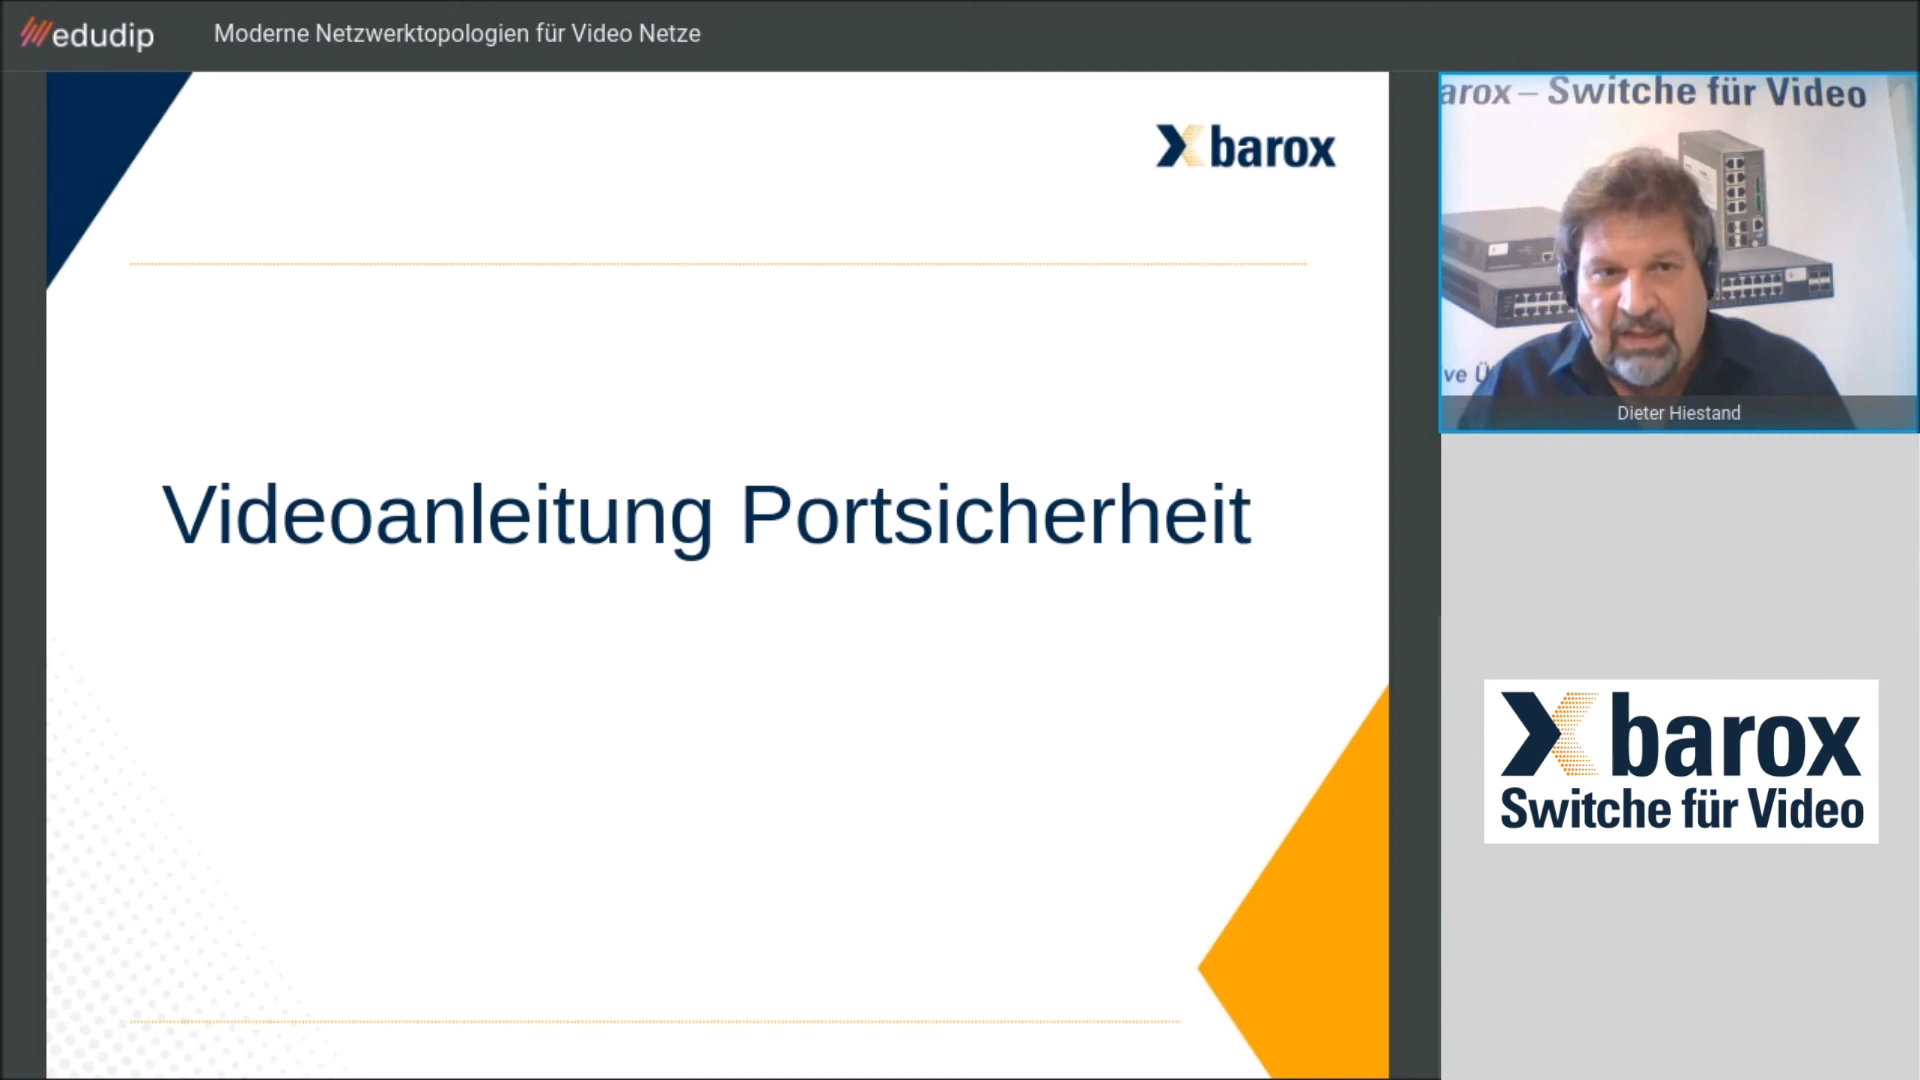 edudip
Moderne Netzwerktopologien für Video Netze
barox
Videoanleitung Portsicherheit
arox – Switche für Video
ve Ü
Dieter Hiestand
barox
Switche für Video